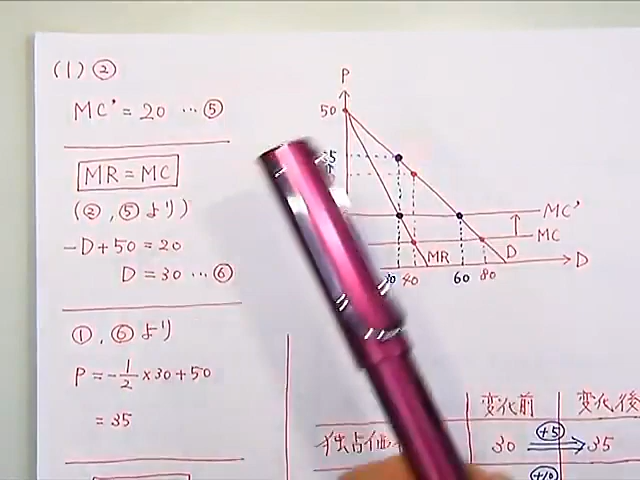 (1) ②
MC' = 20 … ⑤
MR = MC
(②, ⑤ より)
-D + 50 = 20
D = 30 … ⑥
①, ⑥ より
P = -1/2 × 30 + 50
= 35
P
50
MC'
MC
MR
D
D
40
60
80
変化前
変化後
独占価
30
+5
35
+10